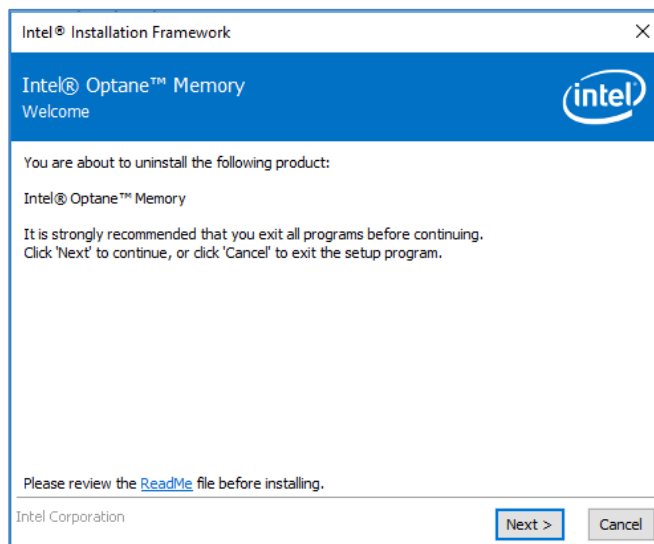 Intel® Installation Framework
Intel® Optane™ Memory
Welcome
intel
You are about to uninstall the following product:
Intel® Optane™ Memory
It is strongly recommended that you exit all programs before continuing.
Click 'Next' to continue, or click 'Cancel' to exit the setup program.
Please review the ReadMe file before installing.
Intel Corporation
Next >
Cancel